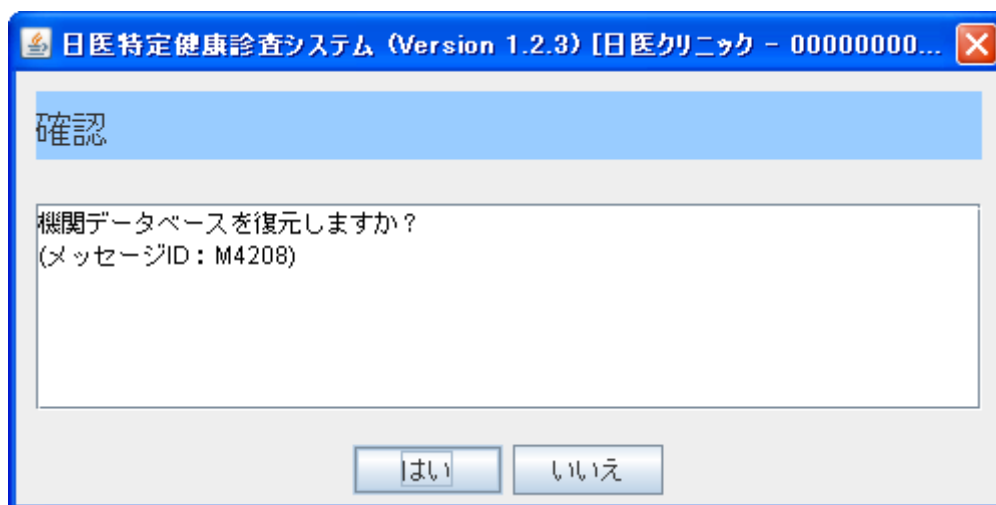 日医特定健康診査システム (Version 1.2.3) [日医クリニック - 00000000...
確認
機関データベースを復元しますか？
(メッセージID：M4208)
はい
いいえ